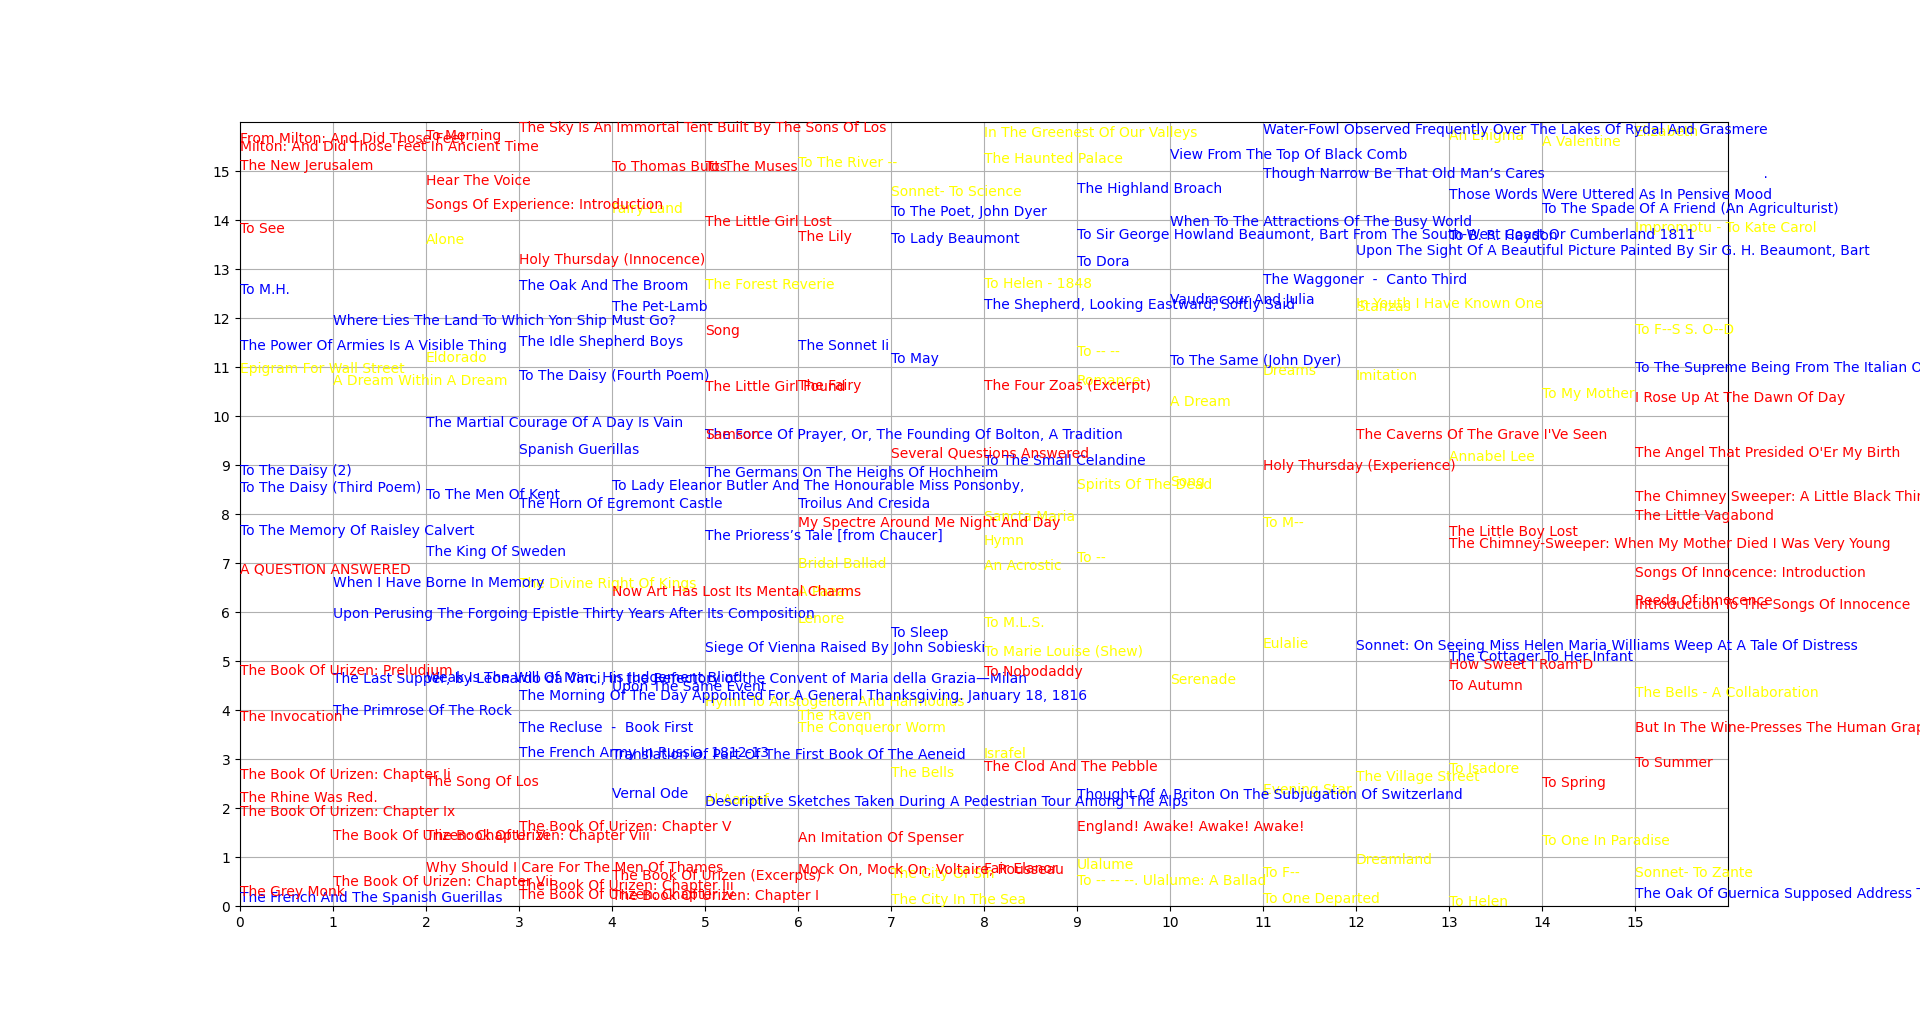 The Sky Is An Immortal Tent Built By The Sons Of Los
Water-Fowl Observed Frequently Over The Lakes Of Rydal And Grasmere
In The Greenest Of Our Valleys
To Morning
An Enigma
From Milton: And Did Those Feet
A Valentine
Milton: And Did Those Feet In Ancient Time
View From The Top Of Black Comb
The Haunted Palace
To The River --
15
The New Jerusalem
To Thomas Butts
To The Muses
Though Narrow Be That Old Man’s Cares .
Hear The Voice
The Highland Broach
Sonnet- To Science
Those Words Were Uttered As In Pensive Mood
Songs Of Experience: Introduction
Fairy-Land
To The Poet, John Dyer
To The Spade Of A Friend (An Agriculturist)
14
The Little Girl Lost
When To The Attractions Of The Busy World
To See
Impromptu - To Kate Carol
The Lily
To Sir George Howland Beaumont, Bart From The South-West Coast Or Cumberland 1811
To B. R. Haydon
Alone
To Lady Beaumont
Upon The Sight Of A Beautiful Picture Painted By Sir G. H. Beaumont, Bart
13
Holy Thursday (Innocence)
To Dora
The Waggoner - Canto Third
To M.H.
The Oak And The Broom
The Forest Reverie
To Helen - 1848
The Pet-Lamb
The Shepherd, Looking Eastward, Softly Said
Vaudracour And Julia
In Youth I Have Known One
Stanzas
12
Where Lies The Land To Which Yon Ship Must Go?
Song
To F--S S. O--D
The Power Of Armies Is A Visible Thing
The Idle Shepherd Boys
The Sonnet Ii
To -- --
Eldorado
To May
To The Same (John Dyer)
11
Epigram For Wall Street
To The Supreme Being From The Italian O
Dreams
A Dream Within A Dream
To The Daisy (Fourth Poem)
Imitation
Romance
The Little Girl Found
The Fairy
The Four Zoas (Excerpt)
To My Mother
I Rose Up At The Dawn Of Day
A Dream
10
The Martial Courage Of A Day Is Vain
Samson
The Force Of Prayer, Or, The Founding Of Bolton, A Tradition
The Caverns Of The Grave I'Ve Seen
Spanish Guerillas
Several Questions Answered
The Angel That Presided O'Er My Birth
Annabel Lee
To The Small Celandine
9
Holy Thursday (Experience)
To The Daisy (2)
The Germans On The Heighs Of Hochheim
To The Daisy (Third Poem)
To Lady Eleanor Butler And The Honourable Miss Ponsonby,
Spirits Of The Dead
Song
To The Men Of Kent
The Chimney Sweeper: A Little Black Thin
The Horn Of Egremont Castle
Troilus And Cresida
8
Sancta Maria
The Little Vagabond
My Spectre Around Me Night And Day
To M--
To The Memory Of Raisley Calvert
The Prioress’s Tale [from Chaucer]
The Little Boy Lost
Hymn
The Chimney-Sweeper: When My Mother Died I Was Very Young
The King Of Sweden
To --
7
Bridal Ballad
An Acrostic
A QUESTION ANSWERED
Songs Of Innocence: Introduction
When I Have Borne In Memory
The Divine Right Of Kings
Now Art Has Lost Its Mental Charms
Reeds Of Innocence
Introduction To The Songs Of Innocence
6
Upon Perusing The Forgoing Epistle Thirty Years After Its Composition
Lenore
To M.L.S.
To Sleep
Siege Of Vienna Raised By John Sobieski
To Marie Louise (Shew)
Eulalie
Sonnet: On Seeing Miss Helen Maria Williams Weep At A Tale Of Distress
The Cottager To Her Infant
5
The Book Of Urizen: Preludium
To Nobodaddy
How Sweet I Roam'D
The Last Supper, by Leonardo da Vinci, in the Refectory of the Convent of Maria della Grazia—Milan
Weak Is The Will Of Man, His Judgement Blind
Serenade
Upon The Same Event
To Autumn
The Morning Of The Day Appointed For A General Thanksgiving. January 18, 1816
The Bells - A Collaboration
Hymn To Aristogeiton And Harmodius
4
The Invocation
The Primrose Of The Rock
The Raven
The Recluse - Book First
The Conqueror Worm
But In The Wine-Presses The Human Grap
3
The French Army In Russia, 1812-13
Translation Of Part Of The First Book Of The Aeneid
Israfel
The Book Of Urizen: Chapter Ii
The Song Of Los
The Bells
The Clod And The Pebble
The Village Street
To Isadore
To Spring
To Summer
Evening Star
The Rhine Was Red.
Vernal Ode
Descriptive Sketches Taken During A Pedestrian Tour Among The Alps
Thought Of A Briton On The Subjugation Of Switzerland
2
The Book Of Urizen: Chapter Ix
The Book Of Urizen: Chapter V
England! Awake! Awake! Awake!
The Book Of Urizen: Chapter Vi
The Book Of Urizen: Chapter Viii
An Imitation Of Spenser
To One In Paradise
1
Why Should I Care For The Men Of Thames
Mock On, Mock On, Voltaire, Rousseau
Fair Elanor
Ulalume
Dreamland
To F--
Sonnet- To Zante
The Book Of Urizen: Chapter Vii
The Book Of Urizen (Excerpts)
To -- -- --. Ulalume: A Ballad
The Grey Monk
The Book Of Urizen: Chapter Iii
The French And The Spanish Guerillas
The Book Of Urizen: Chapter Iv
The Book Of Urizen: Chapter I
The City In The Sea
To One Departed
To Helen
The Oak Of Guernica Supposed Address T
0
0 1 2 3 4 5 6 7 8 9 10 11 12 13 14 15